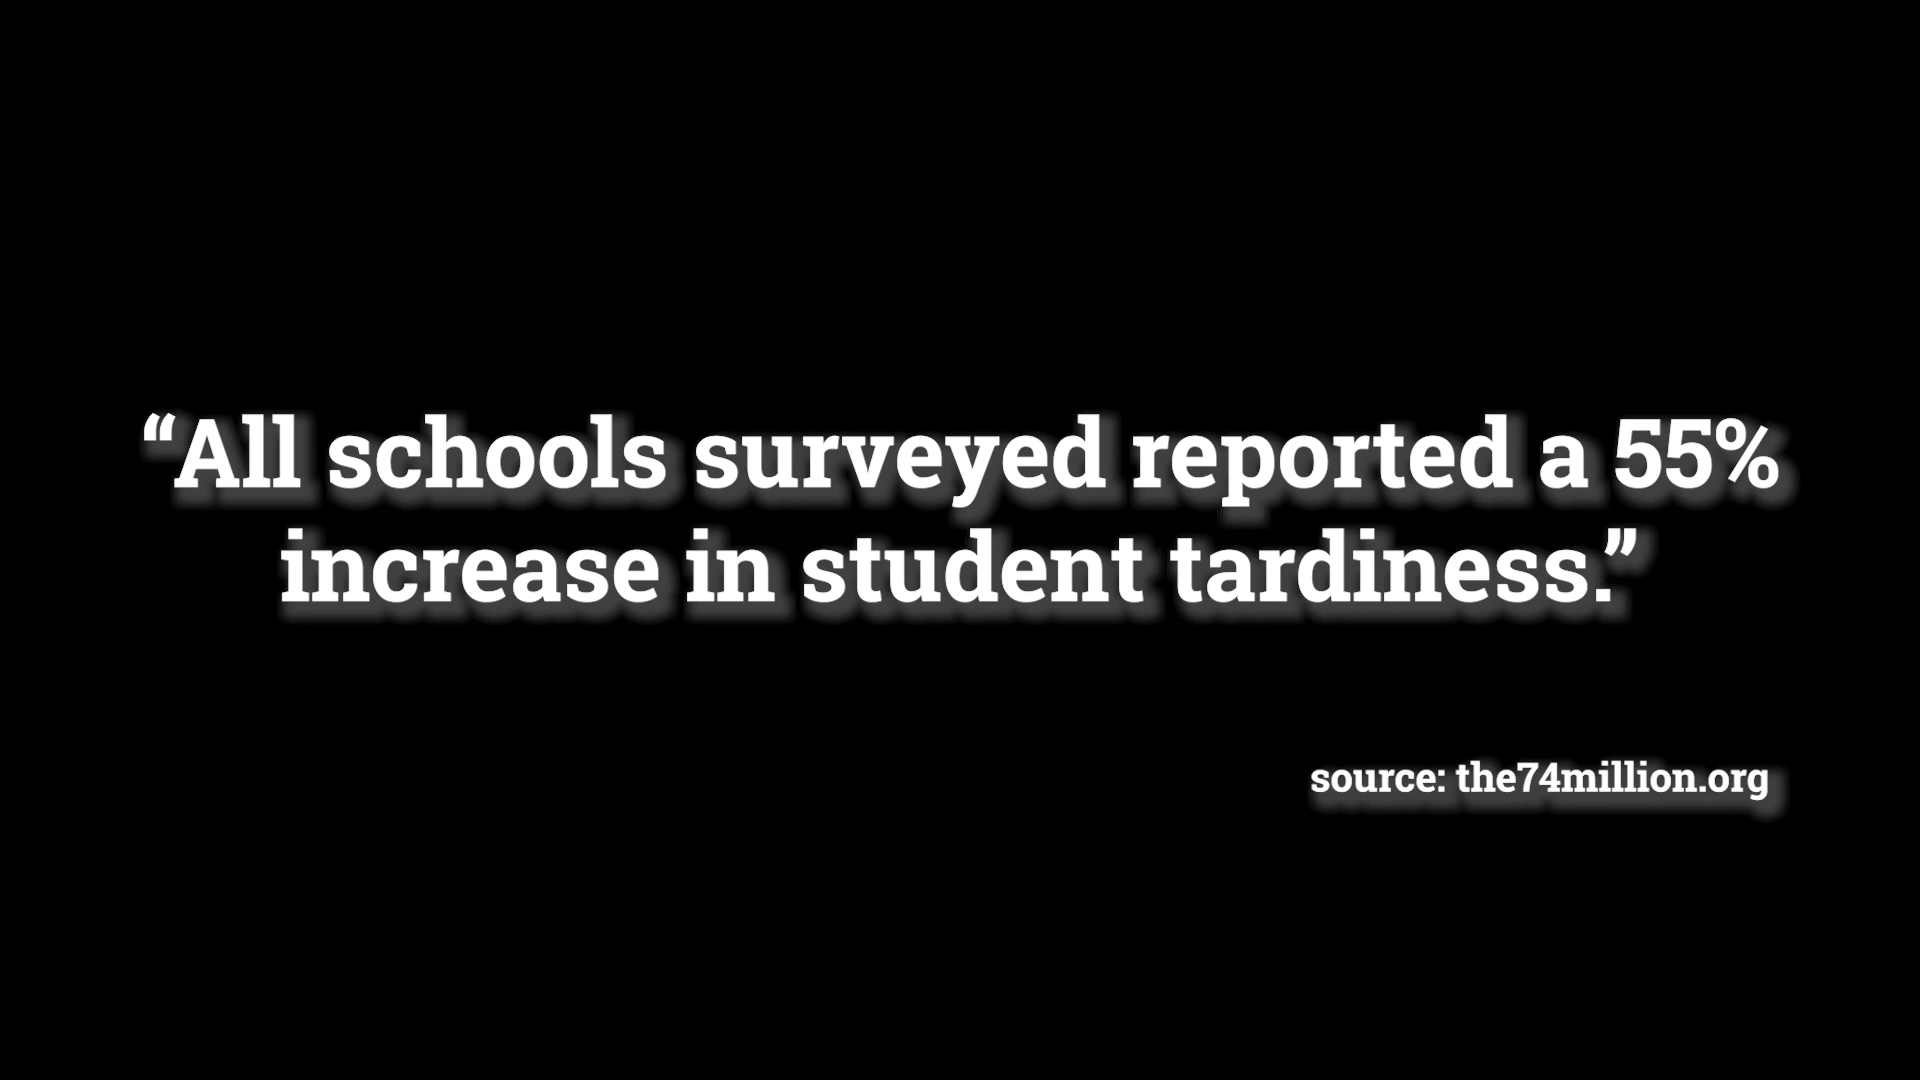 “All schools surveyed reported a 55%
increase in student tardiness.”
source: the74million.org